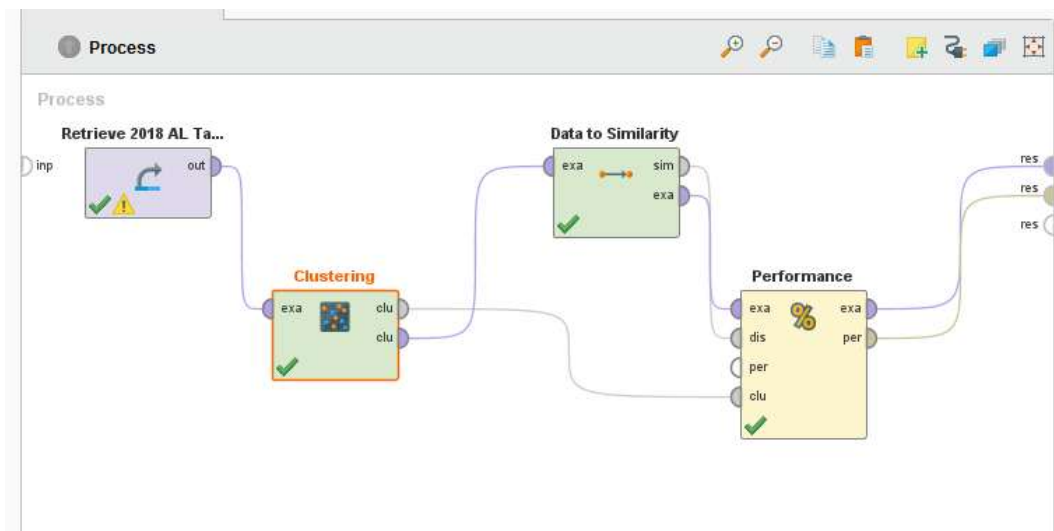 Process
Process
Retrieve 2018 AL Ta...
inp
out
Data to Similarity
exa
sim
exa
res
res
res
Clustering
exa
clu
clu
Performance
exa
exa
dis
per
per
clu